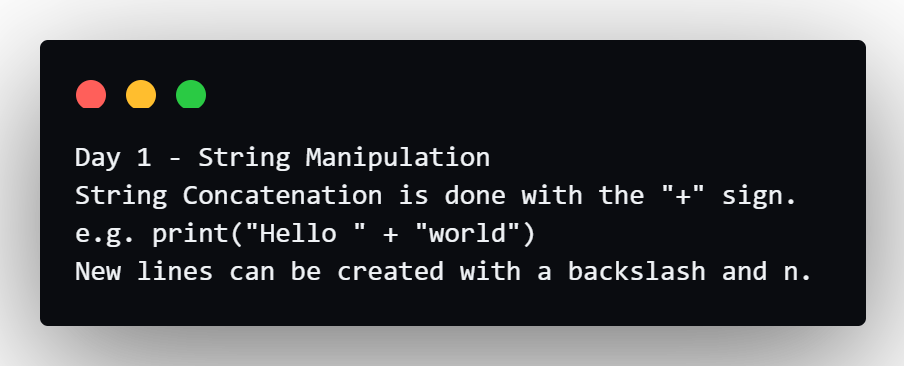 Day 1 - String Manipulation
String Concatenation is done with the "+" sign.
e.g. print("Hello " + "world")
New lines can be created with a backslash and n.